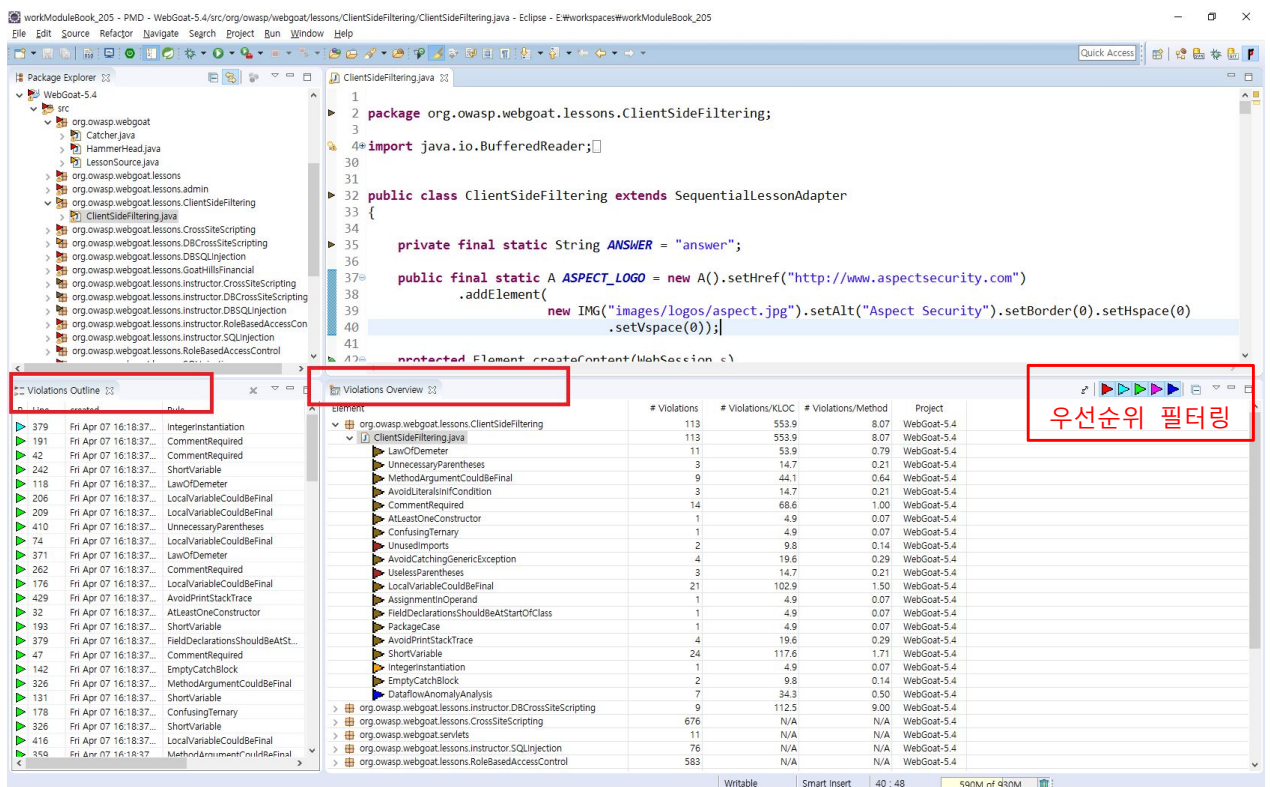 workModuleBook_205 - PMD - WebGoat-5.4/src/org/owasp/webgoat/lessons/ClientSideFiltering/ClientSideFiltering.java - Eclipse - E:₩workspaces₩workModuleBook_205
File Edit Source Refactor Navigate Search Project Run Window Help
Quick Access
Package Explorer
WebGoat-5.4
src
org.owasp.webgoat
Catcher.java
HammerHead.java
LessonSource.java
org.owasp.webgoat.lessons
org.owasp.webgoat.lessons.admin
org.owasp.webgoat.lessons.ClientSideFiltering
ClientSideFiltering.java
org.owasp.webgoat.lessons.CrossSiteScripting
org.owasp.webgoat.lessons.DBCrossSiteScripting
org.owasp.webgoat.lessons.DBSQLInjection
org.owasp.webgoat.lessons.GoatHillsFinancial
org.owasp.webgoat.lessons.instructor.CrossSiteScripting
org.owasp.webgoat.lessons.instructor.DBCrossSiteScripting
org.owasp.webgoat.lessons.instructor.DBSQLInjection
org.owasp.webgoat.lessons.instructor.RoleBasedAccessCon
org.owasp.webgoat.lessons.instructor.SQLInjection
org.owasp.webgoat.lessons.RoleBasedAccessControl
ClientSideFiltering.java
1
2 package org.owasp.webgoat.lessons.ClientSideFiltering;
3
4 import java.io.BufferedReader;
30
31
32 public class ClientSideFiltering extends SequentialLessonAdapter
33 {
34
35 private final static String ANSWER = "answer";
36
37 public final static A ASPECT_LOGO = new A().setHref("http://www.aspectsecurity.com")
38 .addElement(
39 new IMG("images/logos/aspect.jpg").setAlt("Aspect Security").setBorder(0).setHspace(0)
40 .setVspace(0));
41
42 protected Element createContent(WebSession s)
Violations Outline
P Line created Rule
379 Fri Apr 07 16:18:37... IntegerInstantiation
191 Fri Apr 07 16:18:37... CommentRequired
42 Fri Apr 07 16:18:37... CommentRequired
242 Fri Apr 07 16:18:37... ShortVariable
118 Fri Apr 07 16:18:37... LawOfDemeter
206 Fri Apr 07 16:18:37... LocalVariableCouldBeFinal
209 Fri Apr 07 16:18:37... LocalVariableCouldBeFinal
410 Fri Apr 07 16:18:37... UnnecessaryParentheses
74 Fri Apr 07 16:18:37... LocalVariableCouldBeFinal
371 Fri Apr 07 16:18:37... LawOfDemeter
262 Fri Apr 07 16:18:37... CommentRequired
176 Fri Apr 07 16:18:37... LocalVariableCouldBeFinal
429 Fri Apr 07 16:18:37... AvoidPrintStackTrace
32 Fri Apr 07 16:18:37... AtLeastOneConstructor
193 Fri Apr 07 16:18:37... ShortVariable
379 Fri Apr 07 16:18:37... FieldDeclarationsShouldBeAtSt...
47 Fri Apr 07 16:18:37... CommentRequired
142 Fri Apr 07 16:18:37... EmptyCatchBlock
326 Fri Apr 07 16:18:37... MethodArgumentCouldBeFinal
131 Fri Apr 07 16:18:37... ShortVariable
178 Fri Apr 07 16:18:37... ConfusingTernary
326 Fri Apr 07 16:18:37... ShortVariable
416 Fri Apr 07 16:18:37... LocalVariableCouldBeFinal
359 Fri Apr 07 16:18:37... MethodArgumentCouldBeFinal
Violations Overview
우선순위 필터링
Element # Violations # Violations/KLOC # Violations/Method Project
org.owasp.webgoat.lessons.ClientSideFiltering 113 553.9 8.07 WebGoat-5.4
ClientSideFiltering.java 113 553.9 8.07 WebGoat-5.4
LawOfDemeter 11 53.9 0.79 WebGoat-5.4
UnnecessaryParentheses 3 14.7 0.21 WebGoat-5.4
MethodArgumentCouldBeFinal 9 44.1 0.64 WebGoat-5.4
AvoidLiteralsInIfCondition 3 14.7 0.21 WebGoat-5.4
CommentRequired 14 68.6 1.00 WebGoat-5.4
AtLeastOneConstructor 1 4.9 0.07 WebGoat-5.4
ConfusingTernary 1 4.9 0.07 WebGoat-5.4
UnusedImports 2 9.8 0.14 WebGoat-5.4
AvoidCatchingGenericException 4 19.6 0.29 WebGoat-5.4
UselessParentheses 3 14.7 0.21 WebGoat-5.4
LocalVariableCouldBeFinal 21 102.9 1.50 WebGoat-5.4
AssignmentInOperand 1 4.9 0.07 WebGoat-5.4
FieldDeclarationsShouldBeAtStartOfClass 1 4.9 0.07 WebGoat-5.4
PackageCase 1 4.9 0.07 WebGoat-5.4
AvoidPrintStackTrace 4 19.6 0.29 WebGoat-5.4
ShortVariable 24 117.6 1.71 WebGoat-5.4
IntegerInstantiation 1 4.9 0.07 WebGoat-5.4
EmptyCatchBlock 2 9.8 0.14 WebGoat-5.4
DataflowAnomalyAnalysis 7 34.3 0.50 WebGoat-5.4
org.owasp.webgoat.lessons.instructor.DBCrossSiteScripting 9 112.5 9.00 WebGoat-5.4
org.owasp.webgoat.lessons.CrossSiteScripting 676 N/A N/A WebGoat-5.4
org.owasp.webgoat.servlets 11 N/A N/A WebGoat-5.4
org.owasp.webgoat.lessons.instructor.SQLInjection 76 N/A N/A WebGoat-5.4
org.owasp.webgoat.lessons.RoleBasedAccessControl 583 N/A N/A WebGoat-5.4
Writable Smart Insert 40 : 48 590M of 930M